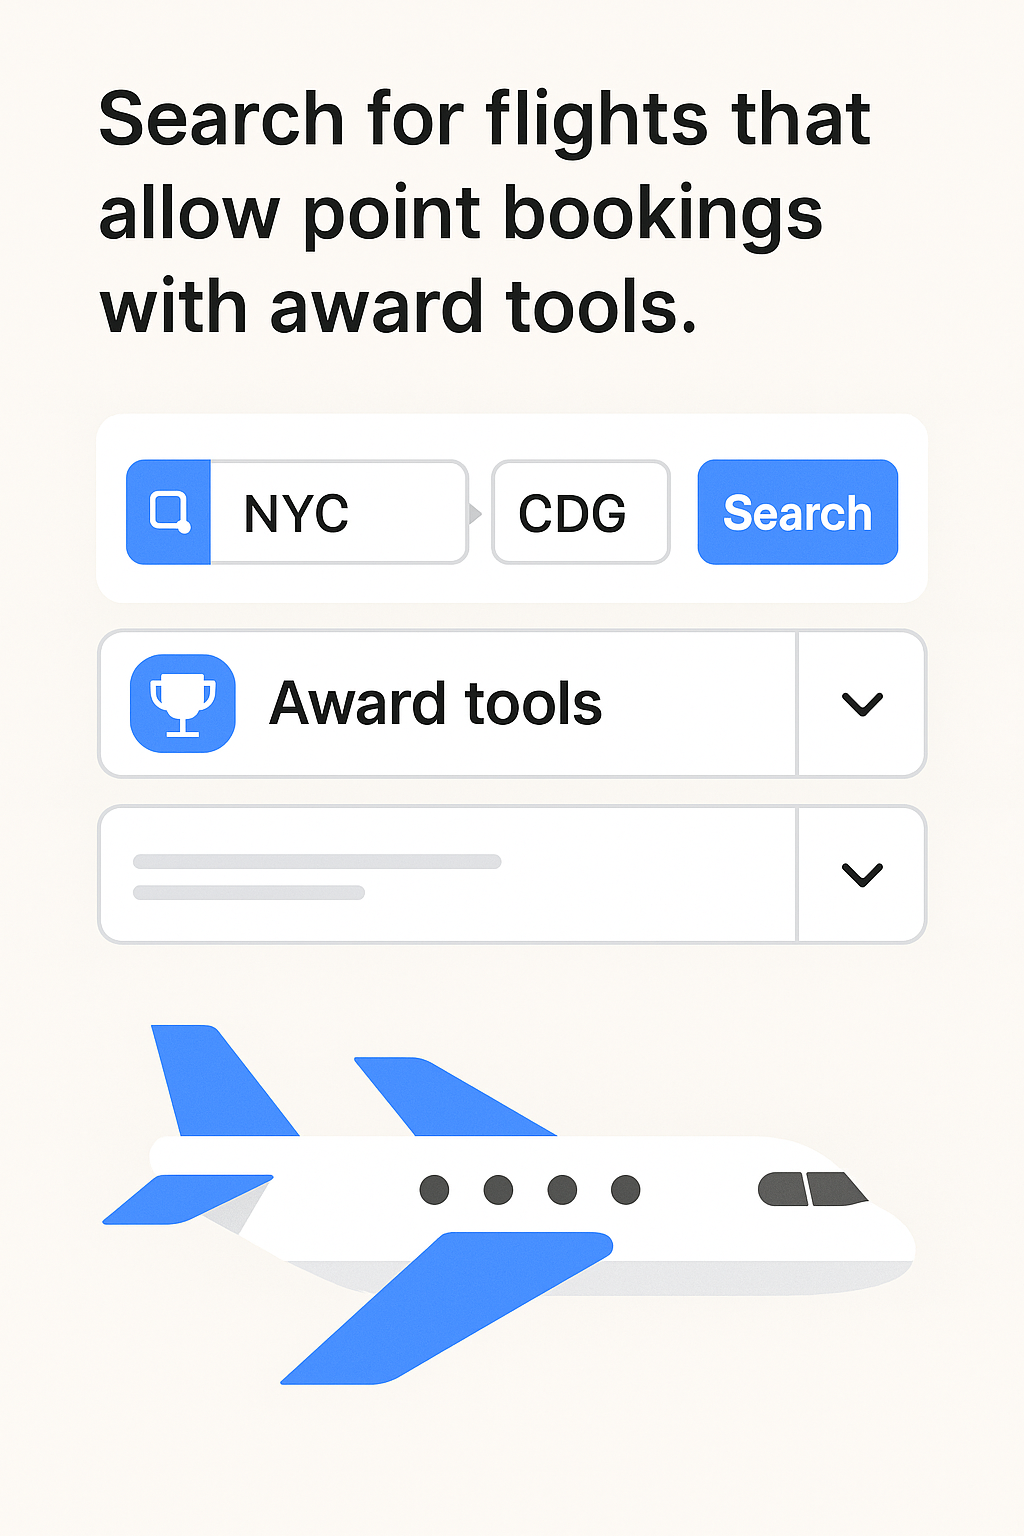 Search for flights that
allow point bookings
with award tools.
NYC
CDG
Search
Award tools